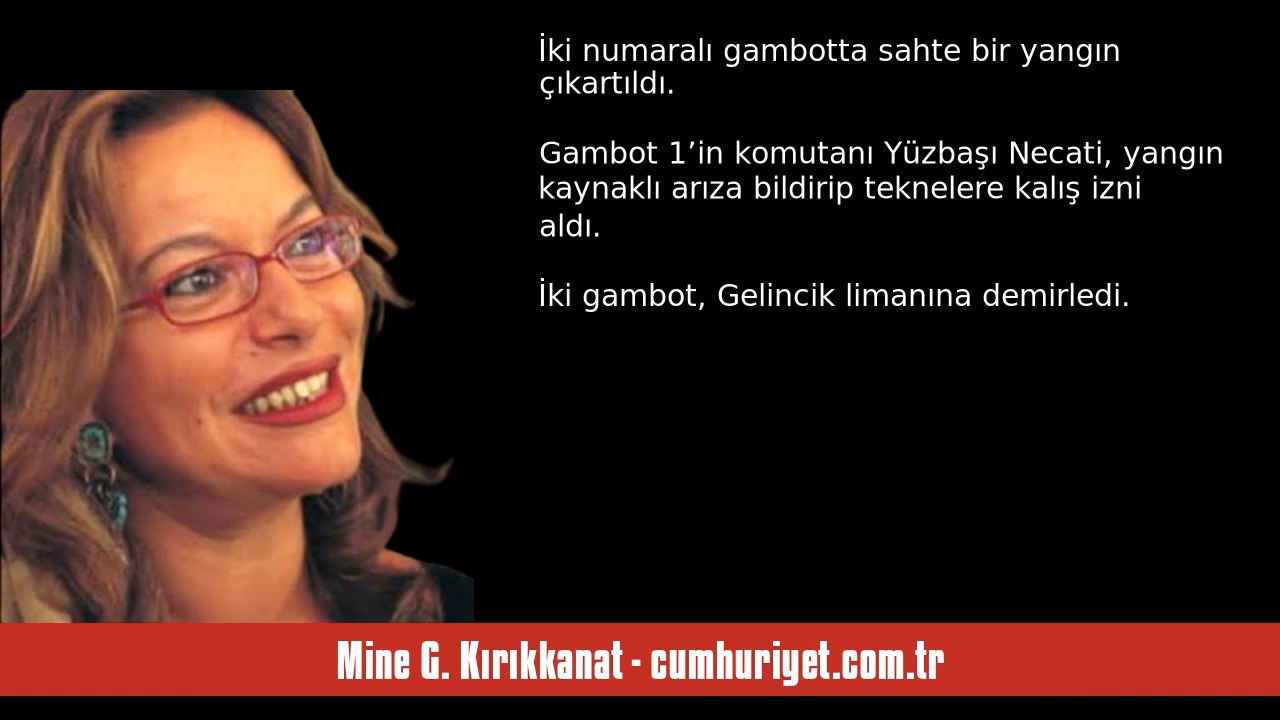 İki numaralı gambotta sahte bir yangın
çıkartıldı.
Gambot 1’in komutanı Yüzbaşı Necati, yangın
kaynaklı arıza bildirip teknelere kalış izni
aldı.
İki gambot, Gelincik limanına demirledi.
Mine G. Kırıkkanat - cumhuriyet.com.tr